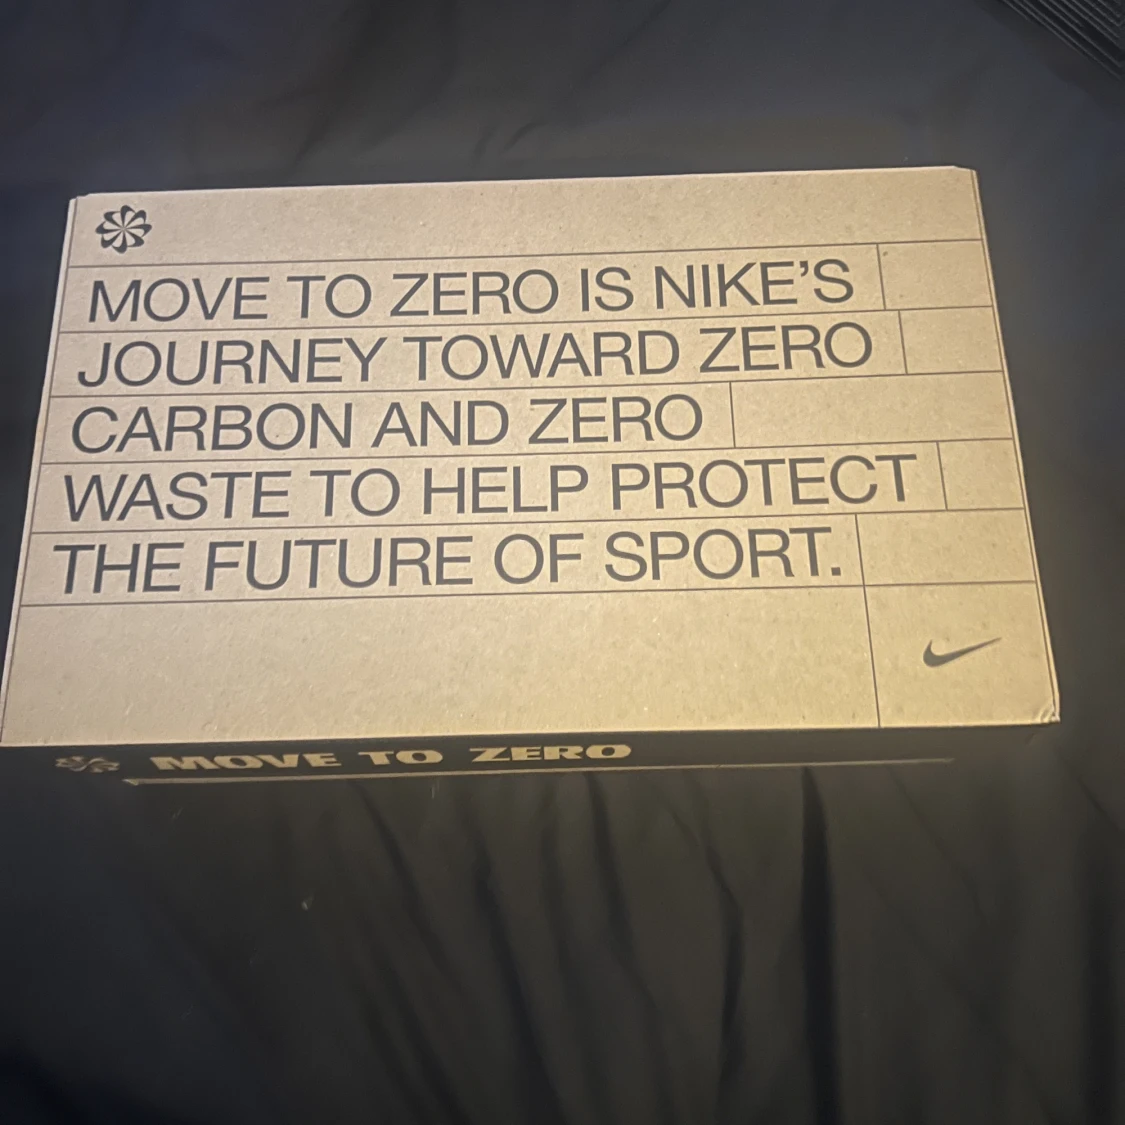 MOVE TO ZERO IS NIKE'S
JOURNEY TOWARD ZERO
CARBON AND ZERO
WASTE TO HELP PROTECT
THE FUTURE OF SPORT.
MOVE TO ZERO